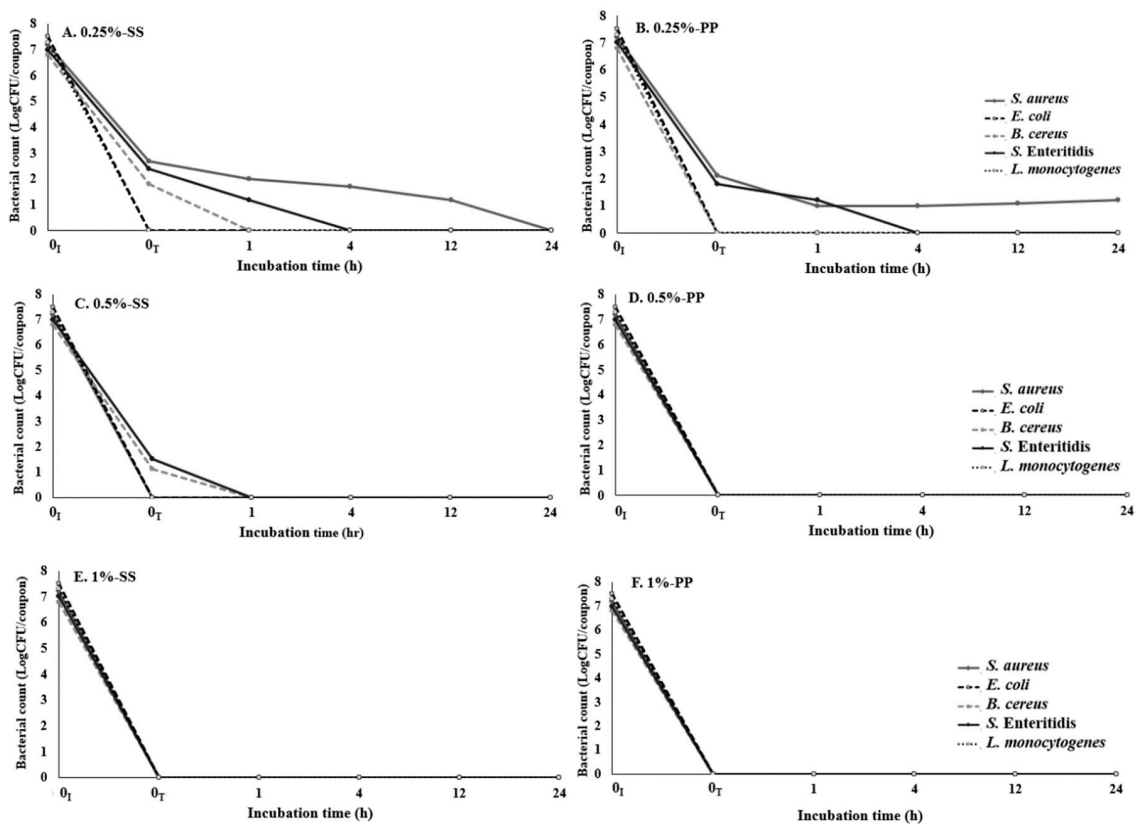 A. 0.25%-SS
Bacterial count (LogCFU/coupon)
8
7
6
5
4
3
2
1
0
0I 0T 1 4 12 24
Incubation time (h)
B. 0.25%-PP
Bacterial count (LogCFU/coupon)
8
7
6
5
4
3
2
1
0
0I 0T 1 4 12 24
Incubation time (h)
S. aureus
E. coli
B. cereus
S. Enteritidis
L. monocytogenes
C. 0.5%-SS
Bacterial count (LogCFU/coupon)
8
7
6
5
4
3
2
1
0
0I 0T 1 4 12 24
Incubation time (hr)
D. 0.5%-PP
Bacterial count (LogCFU/coupon)
8
7
6
5
4
3
2
1
0
0I 0T 1 4 12 24
Incubation time (h)
S. aureus
E. coli
B. cereus
S. Enteritidis
L. monocytogenes
E. 1%-SS
Bacterial count (LogCFU/coupon)
8
7
6
5
4
3
2
1
0
0I 0T 1 4 12 24
Incubation time (h)
F. 1%-PP
Bacterial count (LogCFU/coupon)
8
7
6
5
4
3
2
1
0
0I 0T 1 4 12 24
Incubation time (h)
S. aureus
E. coli
B. cereus
S. Enteritidis
L. monocytogenes